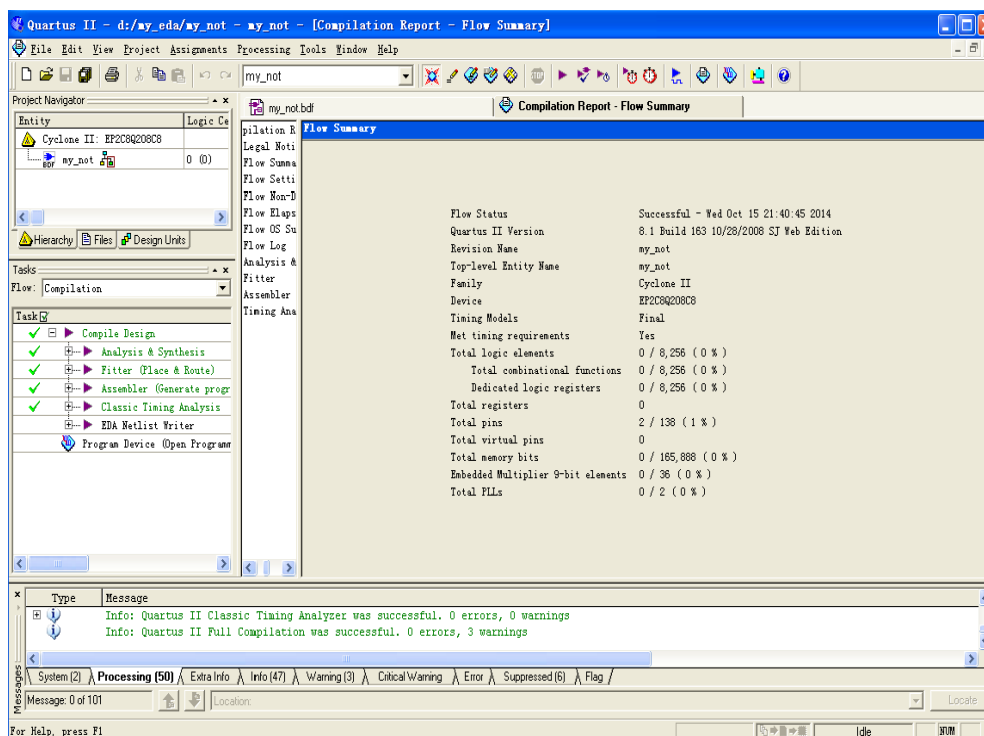 Quartus II - d:/my_eda/my_not - my_not - [Compilation Report - Flow Summary]
File Edit View Project Assignments Processing Tools Window Help
my_not
Project Navigator
Entity Logic Ce
Cyclone II: EP2C8Q208C8
my_not 0 (0)
Hierarchy Files Design Units
Tasks
Flow: Compilation
Task
Compile Design
Analysis & Synthesis
Fitter (Place & Route)
Assembler (Generate progr
Classic Timing Analysis
EDA Netlist Writer
Program Device (Open Programm
my_not.bdf
Compilation Report - Flow Summary
pilation R
Legal Noti
Flow Summa
Flow Setti
Flow Non-D
Flow Elaps
Flow OS Su
Flow Log
Analysis &
Fitter
Assembler
Timing Ana
Flow Summary
Flow Status Successful - Wed Oct 15 21:40:45 2014
Quartus II Version 8.1 Build 163 10/28/2008 SJ Web Edition
Revision Name my_not
Top-level Entity Name my_not
Family Cyclone II
Device EP2C8Q208C8
Timing Models Final
Met timing requirements Yes
Total logic elements 0 / 8,256 ( 0 % )
Total combinational functions 0 / 8,256 ( 0 % )
Dedicated logic registers 0 / 8,256 ( 0 % )
Total registers 0
Total pins 2 / 138 ( 1 % )
Total virtual pins 0
Total memory bits 0 / 165,888 ( 0 % )
Embedded Multiplier 9-bit elements 0 / 36 ( 0 % )
Total PLLs 0 / 2 ( 0 % )
Type Message
Info: Quartus II Classic Timing Analyzer was successful. 0 errors, 0 warnings
Info: Quartus II Full Compilation was successful. 0 errors, 3 warnings
System (2) Processing (50) Extra Info Info (47) Warning (3) Critical Warning Error Suppressed (6) Flag
Messages
Message: 0 of 101 Location: Locate
For Help, press F1 Idle NUM